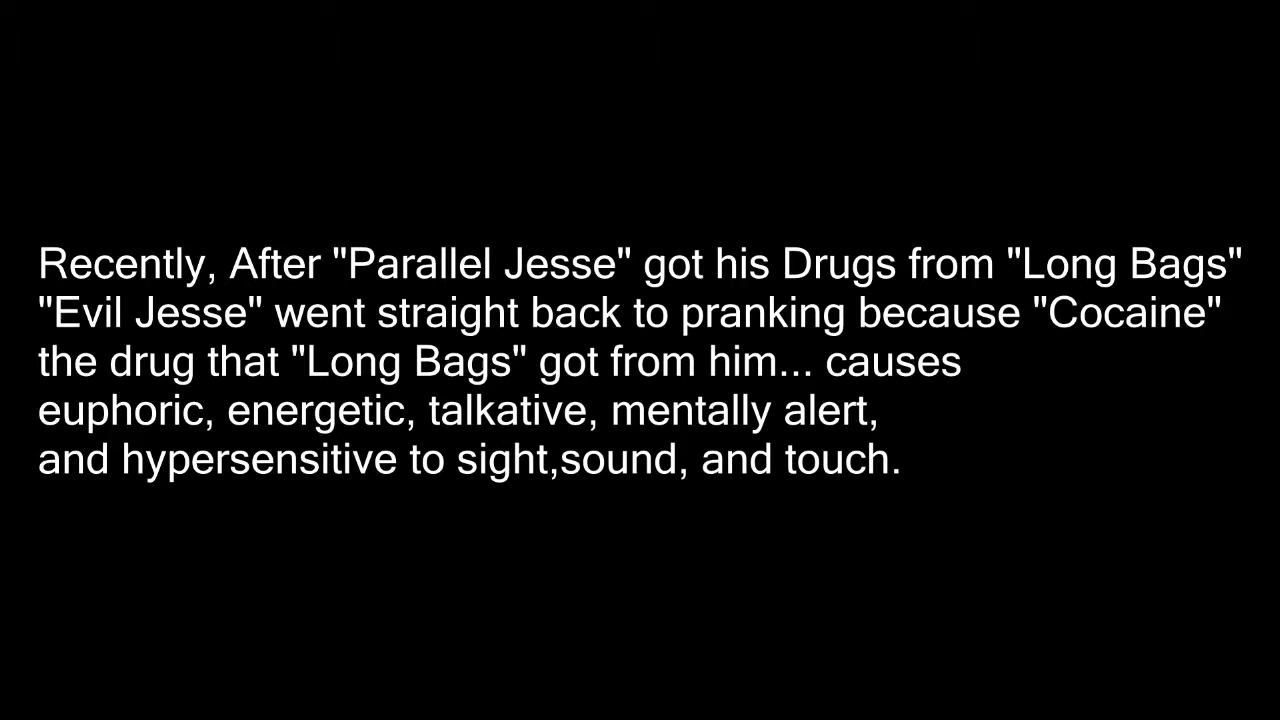 Recently, After "Parallel Jesse" got his Drugs from "Long Bags"
"Evil Jesse" went straight back to pranking because "Cocaine"
the drug that "Long Bags" got from him... causes
euphoric, energetic, talkative, mentally alert,
and hypersensitive to sight,sound, and touch.